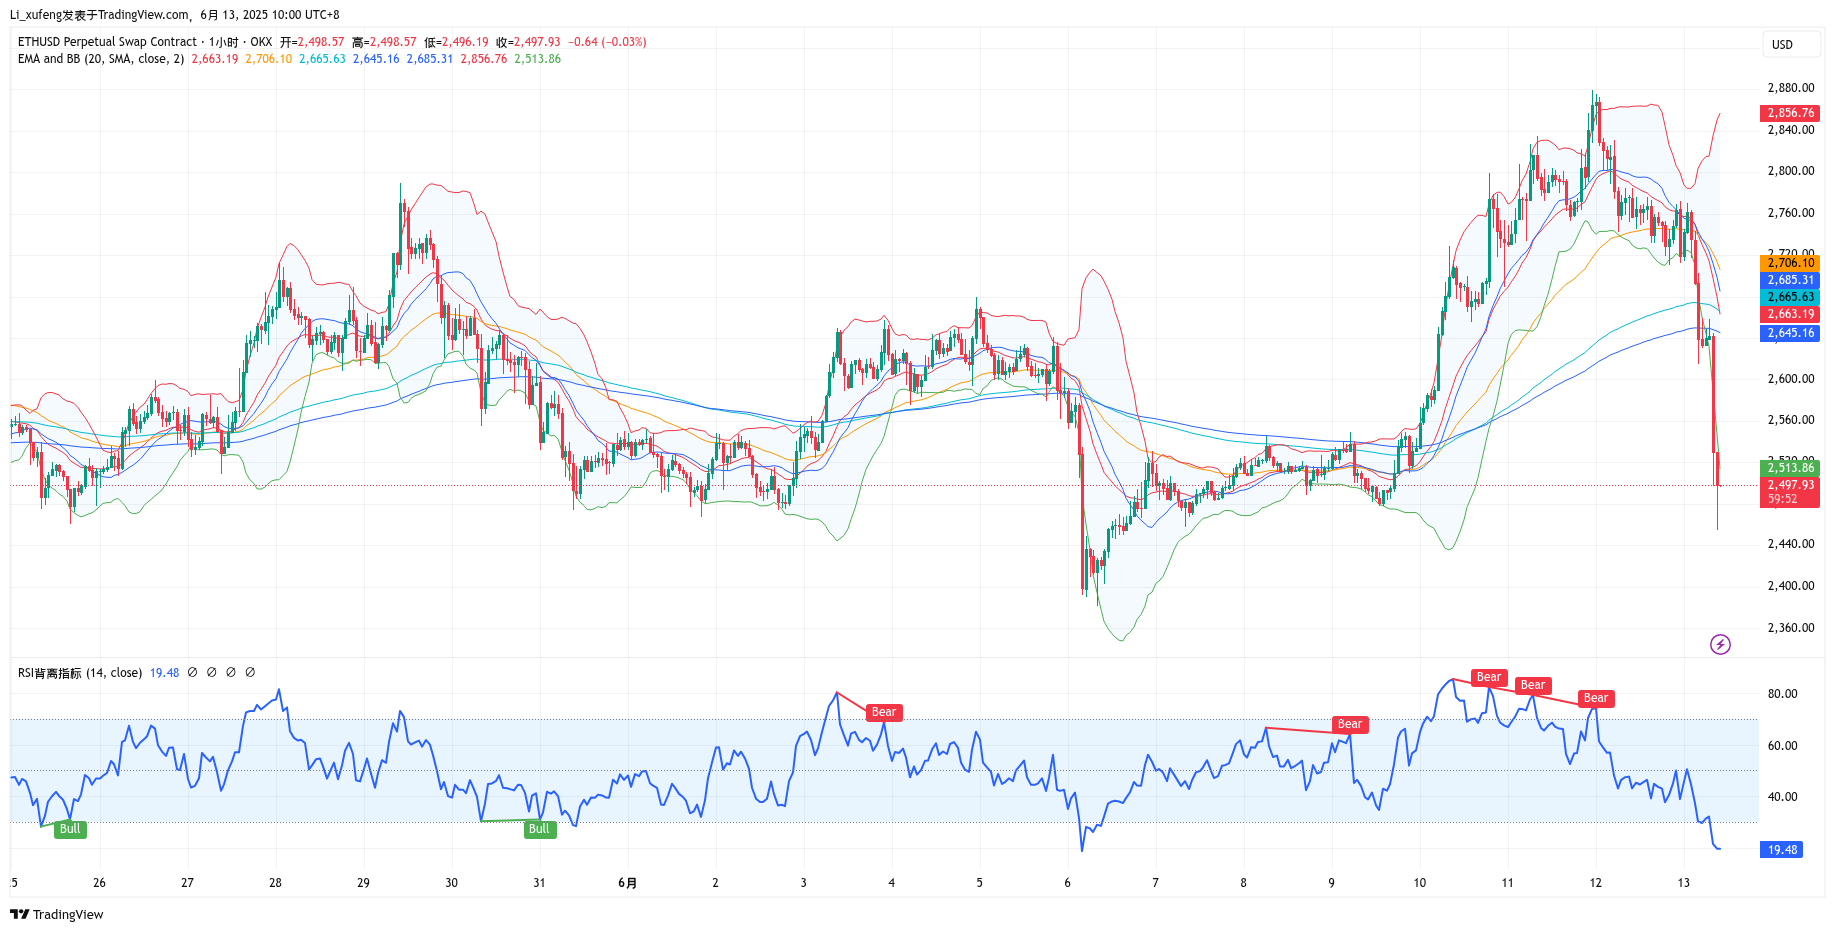 Li_xufeng发表于TradingView.com, 6月 13, 2025 10:00 UTC+8
ETHUSD Perpetual Swap Contract · 1小时 · OKX 开=2,498.57 高=2,498.57 低=2,496.19 收=2,497.93 −0.64 (−0.03%)
EMA and BB (20, SMA, close, 2) 2,663.19 2,706.10 2,665.63 2,645.16 2,685.31 2,856.76 2,513.86
USD
2,880.00
2,856.76
2,840.00
2,800.00
2,760.00
2,720.00
2,706.10
2,685.31
2,665.63
2,663.19
2,645.16
2,600.00
2,560.00
2,520.00
2,513.86
2,497.93
59:52
2,440.00
2,400.00
2,360.00
RSI背离指标 (14, close) 19.48 ∅ ∅ ∅ ∅
Bear
Bear
Bear
80.00
Bear
Bear
60.00
40.00
Bull
Bull
19.48
25 26 27 28 29 30 31 6月 2 3 4 5 6 7 8 9 10 11 12 13
TradingView